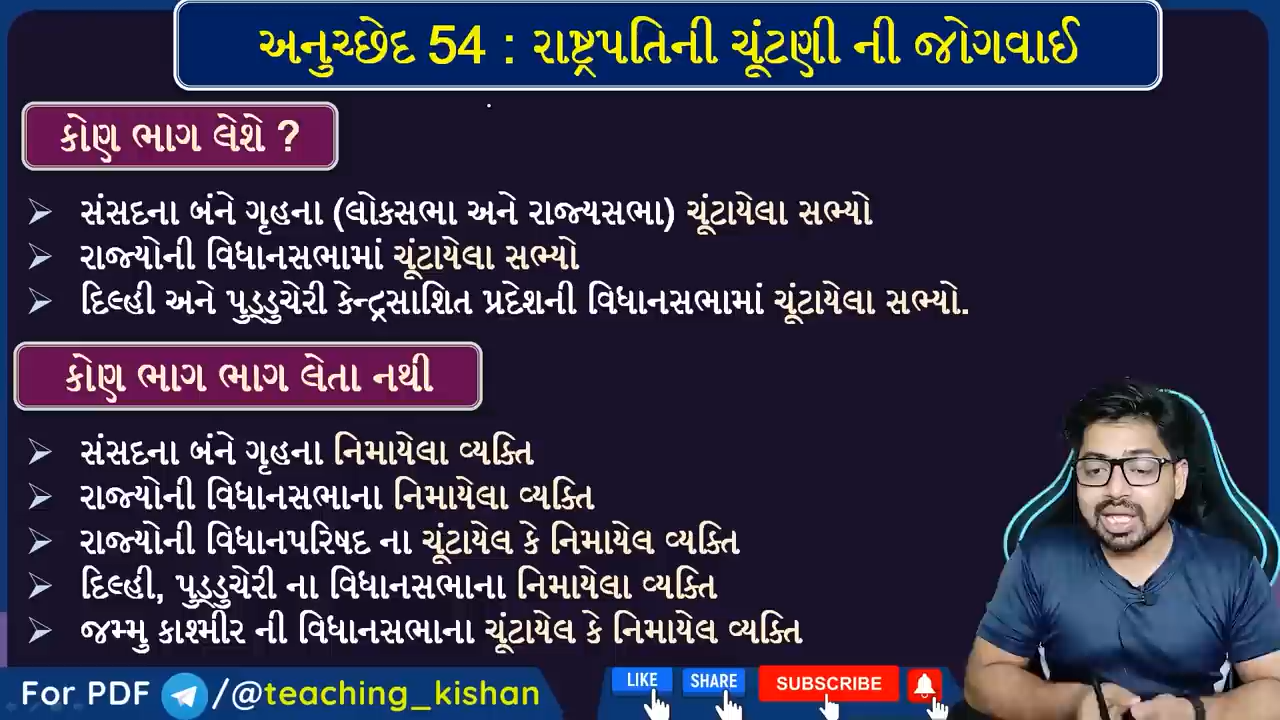 અનુચ્છેદ 54 : રાષ્ટ્રપતિની ચૂંટણી ની જોગવાઈ
કોણ ભાગ લેશે ?
સંસદના બંને ગૃહના (લોકસભા અને રાજ્યસભા) ચૂંટાયેલા સભ્યો
રાજ્યોની વિધાનસભામાં ચૂંટાયેલા સભ્યો
દિલ્હી અને પુડ્ડુચેરી કેન્દ્રસાશિત પ્રદેશની વિધાનસભામાં ચૂંટાયેલા સભ્યો.
કોણ ભાગ ભાગ લેતા નથી
સંસદના બંને ગૃહના નિમાયેલા વ્યક્તિ
રાજ્યોની વિધાનસભાના નિમાયેલા વ્યક્તિ
રાજ્યોની વિધાનપરિષદ ના ચૂંટાયેલ કે નિમાયેલ વ્યક્તિ
દિલ્હી, પુડ્ડુચેરી ના વિધાનસભાના નિમાયેલા વ્યક્તિ
જમ્મુ કાશ્મીર ની વિધાનસભાના ચૂંટાયેલ કે નિમાયેલ વ્યક્તિ
For PDF /@teaching_kishan
LIKE SHARE SUBSCRIBE